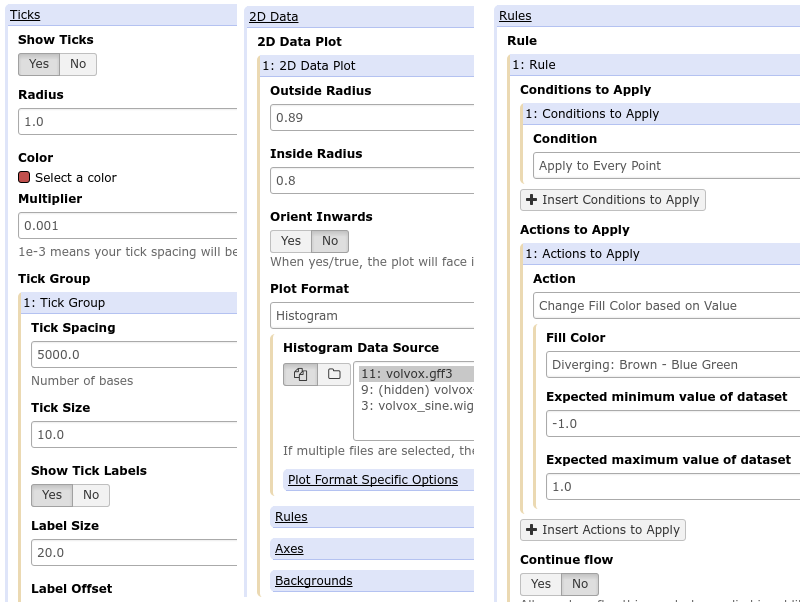 Ticks
Show Ticks
Yes No
Radius
1.0
Color
Select a color
Multiplier
0.001
1e-3 means your tick spacing will be
Tick Group
1: Tick Group
Tick Spacing
5000.0
Number of bases
Tick Size
10.0
Show Tick Labels
Yes No
Label Size
20.0
Label Offset
2D Data
2D Data Plot
1: 2D Data Plot
Outside Radius
0.89
Inside Radius
0.8
Orient Inwards
Yes No
When yes/true, the plot will face i
Plot Format
Histogram
Histogram Data Source
11: volvox.gff3
9: (hidden) volvox
3: volvox_sine.wig
If multiple files are selected, the
Plot Format Specific Options
Rules
Axes
Backgrounds
Rules
Rule
1: Rule
Conditions to Apply
1: Conditions to Apply
Condition
Apply to Every Point
Insert Conditions to Apply
Actions to Apply
1: Actions to Apply
Action
Change Fill Color based on Value
Fill Color
Diverging: Brown - Blue Green
Expected minimum value of dataset
-1.0
Expected maximum value of dataset
1.0
Insert Actions to Apply
Continue flow
Yes No